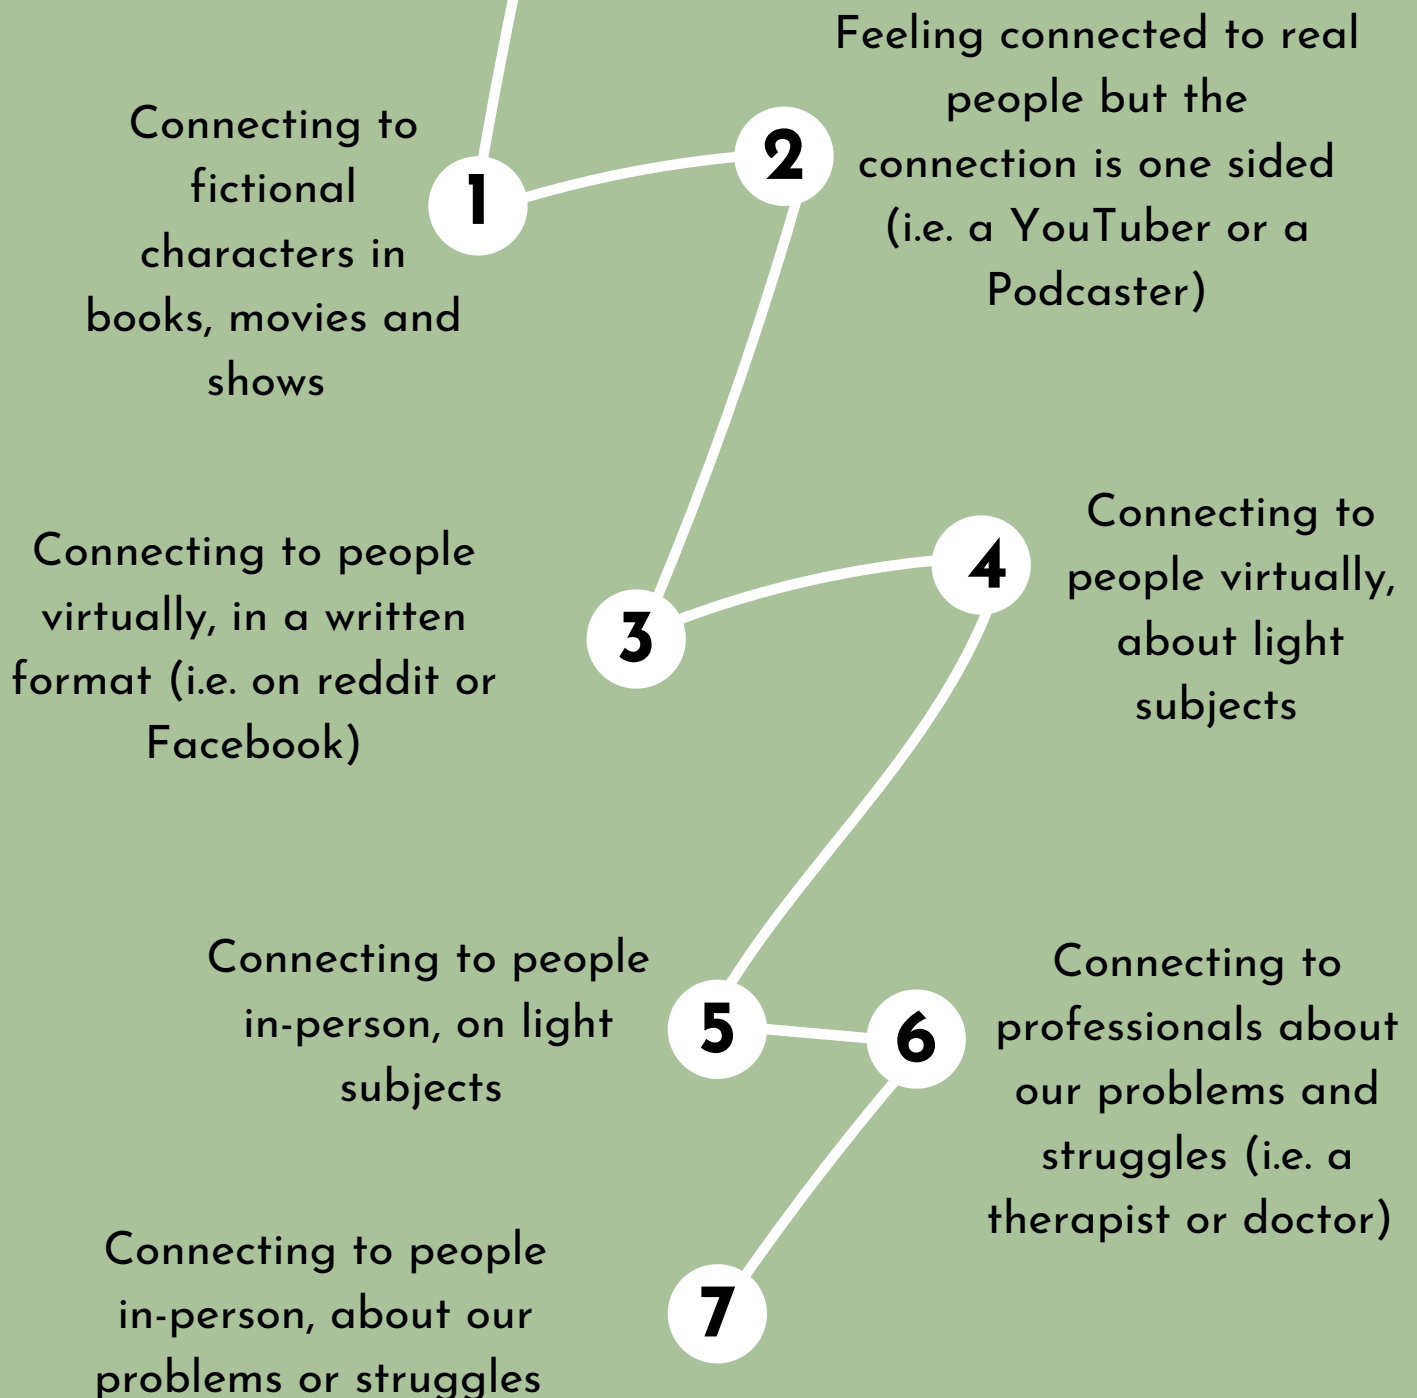 1
Connecting to
fictional
characters in
books, movies and
shows
2
Feeling connected to real
people but the
connection is one sided
(i.e. a YouTuber or a
Podcaster)
3
Connecting to people
virtually, in a written
format (i.e. on reddit or
Facebook)
4
Connecting to
people virtually,
about light
subjects
5
Connecting to people
in-person, on light
subjects
6
Connecting to
professionals about
our problems and
struggles (i.e. a
therapist or doctor)
7
Connecting to people
in-person, about our
problems or struggles